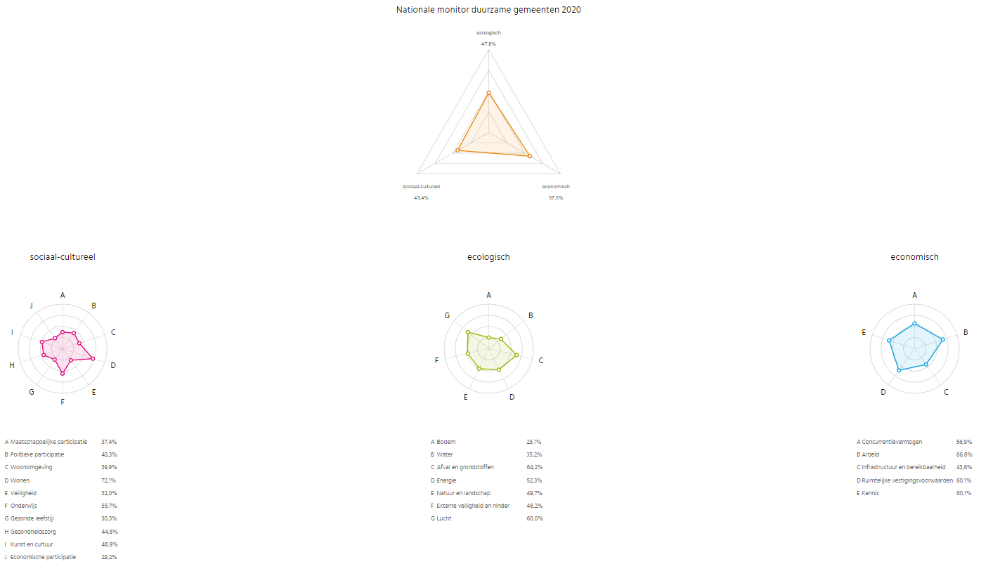 Nationale monitor duurzame gemeenten 2020
ecologisch
47,8%
sociaal-cultureel
43,4%
economisch
57,5%
sociaal-cultureel
A
B
C
D
E
F
G
H
I
J
A Maatschappelijke participatie 37,4%
B Politieke participatie 43,3%
C Woonomgeving 39,9%
D Wonen 72,1%
E Veiligheid 32,0%
F Onderwijs 55,7%
G Gezonde leefstijl 30,3%
H Gezondheidszorg 44,8%
I Kunst en cultuur 48,9%
J Economische participatie 29,2%
ecologisch
A
B
C
D
E
F
G
A Bodem 25,1%
B Water 35,2%
C Afval en grondstoffen 64,2%
D Energie 52,3%
E Natuur en landschap 49,7%
F Externe veiligheid en hinder 48,2%
G Lucht 60,0%
economisch
A
B
C
D
E
A Concurrentievermogen 56,9%
B Arbeid 66,8%
C Infrastructuur en bereikbaarheid 43,6%
D Ruimtelijke vestigingsvoorwaarden 60,1%
E Kennis 60,1%